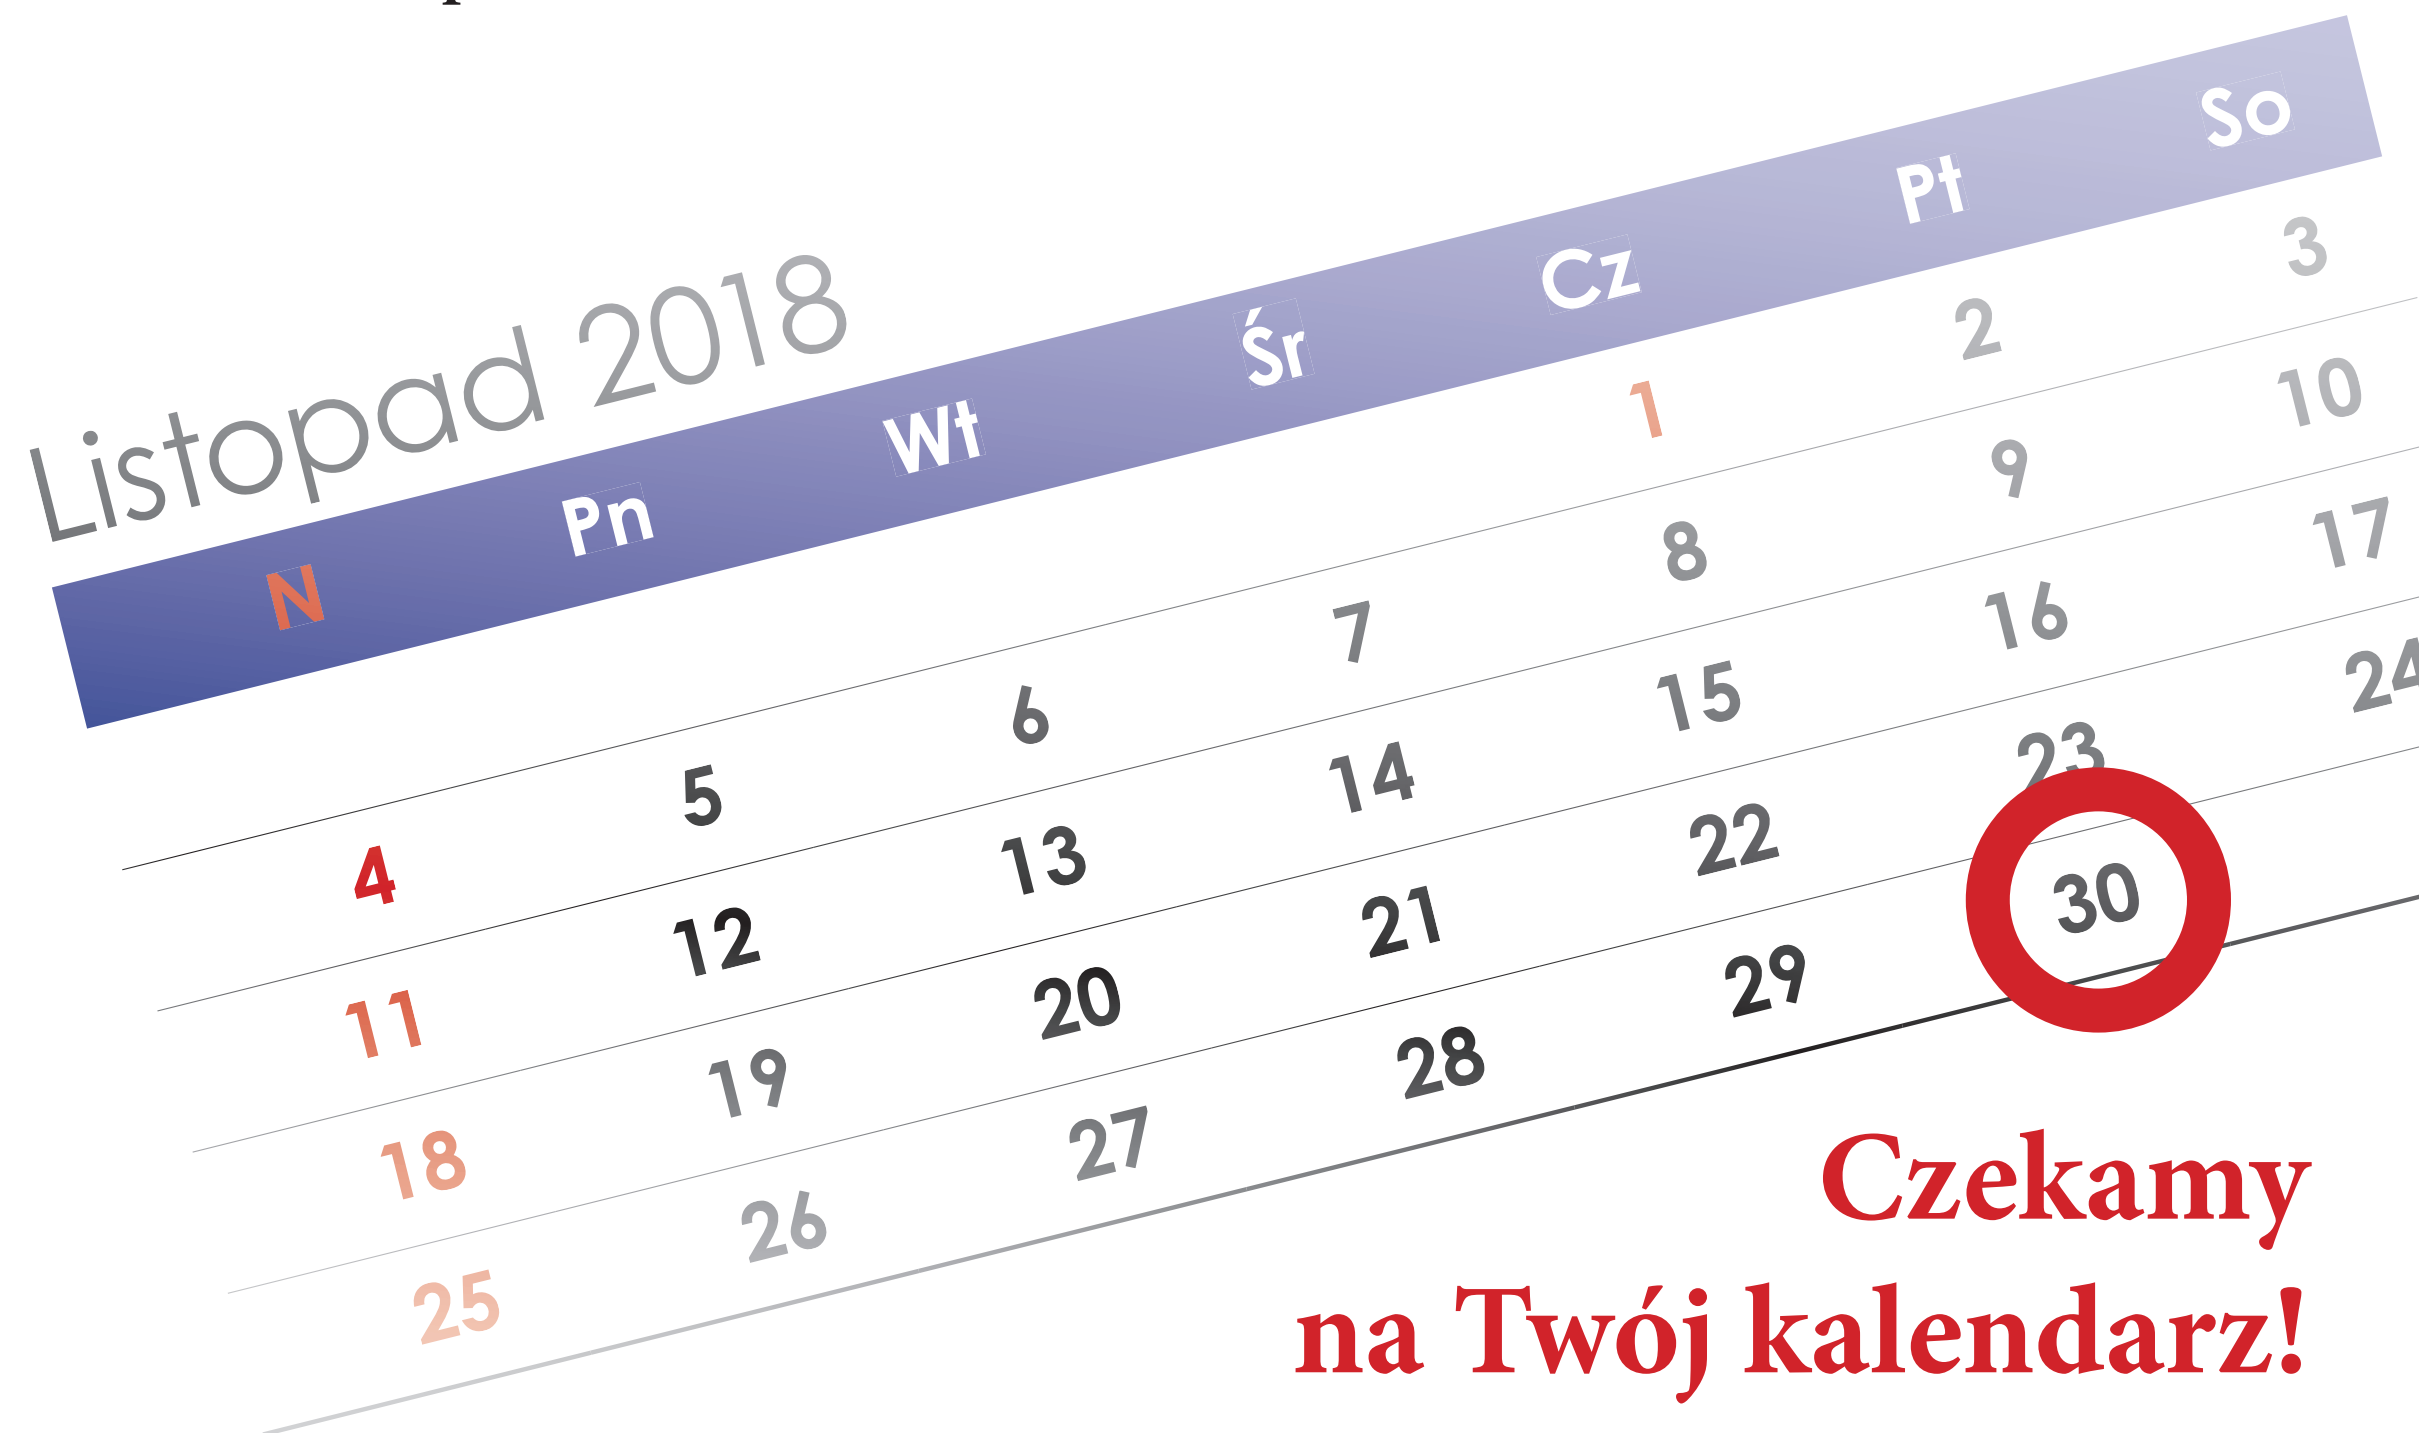 Listopad 2018
N Pn Wt Śr Cz Pt So
1 2 3
4 5 6 7 8 9 10
11 12 13 14 15 16 17
18 19 20 21 22 23 24
25 26 27 28 29 30
Czekamy
na Twój kalendarz!